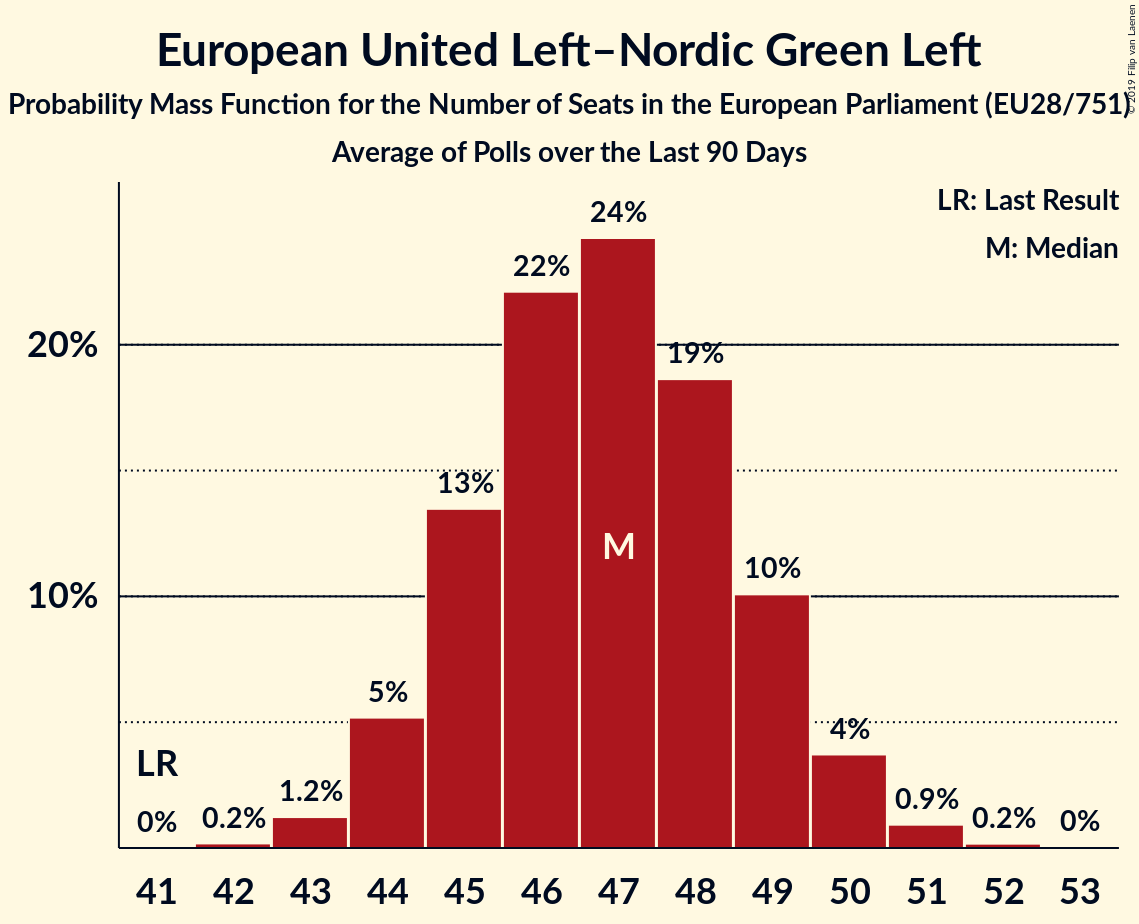 European United Left–Nordic Green Left
Probability Mass Function for the Number of Seats in the European Parliament (EU28/751)
Average of Polls over the Last 90 Days
© 2019 Filip van Laenen
LR: Last Result
M: Median
24%
22%
20%
19%
13%
M
10%
10%
5%
4%
LR
1.2%
0.9%
0%
0.2%
0.2%
0%
41 42 43 44 45 46 47 48 49 50 51 52 53